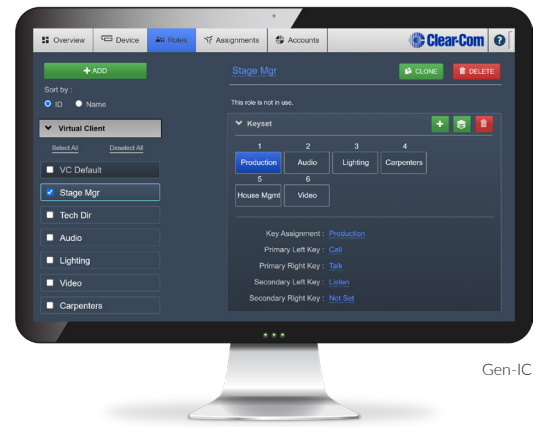 Overview Device Roles Assignments Accounts Clear-Com ?
+ ADD
Stage Mgr CLONE DELETE
Sort by :
ID Name
This role is not in use.
Virtual Client
Keyset +
Select All Deselect All
1 2 3 4
Production Audio Lighting Carpenters
5 6
House Mgmt Video
VC Default
Stage Mgr
Tech Dir
Audio
Lighting
Video
Carpenters
Key Assignment : Production
Primary Left Key : Call
Primary Right Key : Talk
Secondary Left Key : Listen
Secondary Right Key : Not Set
Gen-IC